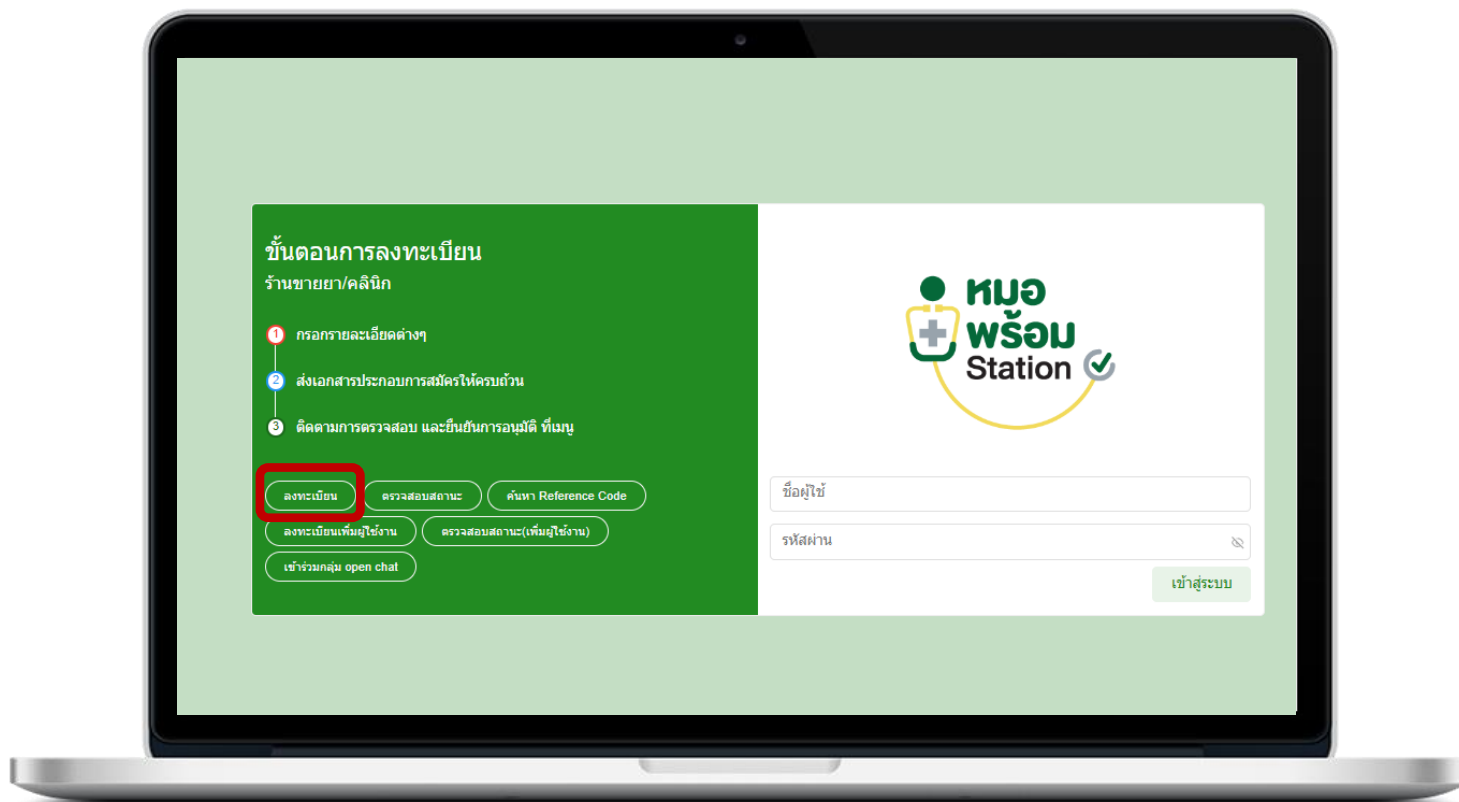 ขั้นตอนการลงทะเบียน
ร้านขายยา/คลินิก
1 กรอกรายละเอียดต่างๆ
2 ส่งเอกสารประกอบการสมัครให้ครบถ้วน
3 ติดตามการตรวจสอบ และยืนยันการอนุมัติ ที่เมนู
ลงทะเบียน ตรวจสอบสถานะ ค้นหา Reference Code
ลงทะเบียนเพิ่มผู้ใช้งาน ตรวจสอบสถานะ(เพิ่มผู้ใช้งาน)
เข้าร่วมกลุ่ม open chat
หมอ
พร้อม
Station
ชื่อผู้ใช้
รหัสผ่าน
เข้าสู่ระบบ